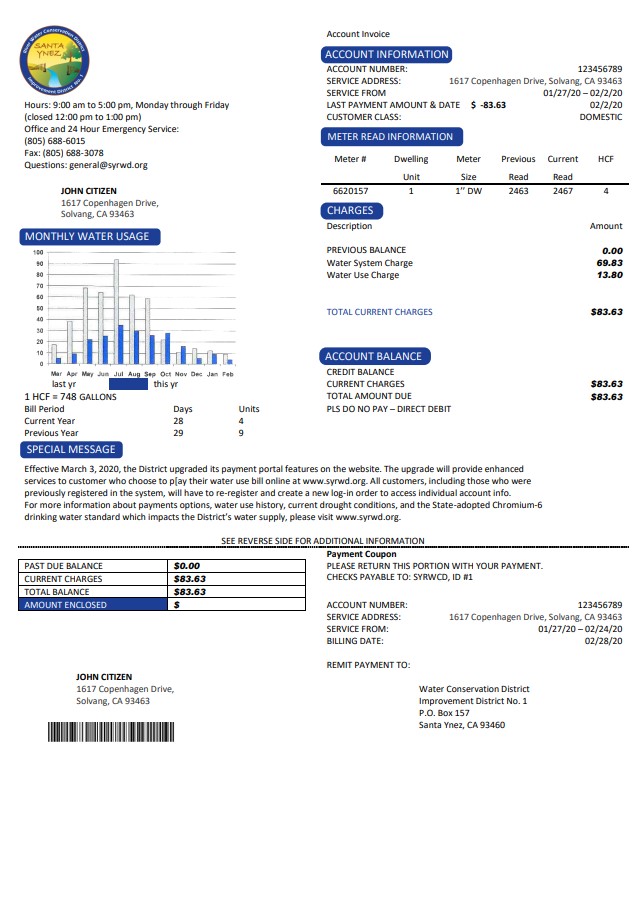 River Water Conservation District
SANTA
YNEZ
Improvement District No. 1
Hours: 9:00 am to 5:00 pm, Monday through Friday
(closed 12:00 pm to 1:00 pm)
Office and 24 Hour Emergency Service:
(805) 688-6015
Fax: (805) 688-3078
Questions: general@syrwd.org
JOHN CITIZEN
1617 Copenhagen Drive,
Solvang, CA 93463
MONTHLY WATER USAGE
100
90
80
70
60
50
40
30
20
10
0
Mar Apr May Jun Jul Aug Sep Oct Nov Dec Jan Feb
last yr this yr
1 HCF = 748 GALLONS
Bill Period Days Units
Current Year 28 4
Previous Year 29 9
Account Invoice
ACCOUNT INFORMATION
ACCOUNT NUMBER: 123456789
SERVICE ADDRESS: 1617 Copenhagen Drive, Solvang, CA 93463
SERVICE FROM 01/27/20 – 02/2/20
LAST PAYMENT AMOUNT & DATE $ -83.63 02/2/20
CUSTOMER CLASS: DOMESTIC
METER READ INFORMATION
Meter # Dwelling Meter Previous Current HCF
Unit Size Read Read
6620157 1 1” DW 2463 2467 4
CHARGES
Description Amount
PREVIOUS BALANCE 0.00
Water System Charge 69.83
Water Use Charge 13.80
TOTAL CURRENT CHARGES $83.63
ACCOUNT BALANCE
CREDIT BALANCE
CURRENT CHARGES $83.63
TOTAL AMOUNT DUE $83.63
PLS DO NO PAY – DIRECT DEBIT
SPECIAL MESSAGE
Effective March 3, 2020, the District upgraded its payment portal features on the website. The upgrade will provide enhanced
services to customer who choose to p[ay their water use bill online at www.syrwd.org. All customers, including those who were
previously registered in the system, will have to re-register and create a new log-in order to access individual account info.
For more information about payments options, water use history, current drought conditions, and the State-adopted Chromium-6
drinking water standard which impacts the District’s water supply, please visit www.syrwd.org.
SEE REVERSE SIDE FOR ADDITIONAL INFORMATION
PAST DUE BALANCE $0.00
CURRENT CHARGES $83.63
TOTAL BALANCE $83.63
AMOUNT ENCLOSED $
Payment Coupon
PLEASE RETURN THIS PORTION WITH YOUR PAYMENT.
CHECKS PAYABLE TO: SYRWCD, ID #1
ACCOUNT NUMBER: 123456789
SERVICE ADDRESS: 1617 Copenhagen Drive, Solvang, CA 93463
SERVICE FROM: 01/27/20 – 02/24/20
BILLING DATE: 02/28/20
REMIT PAYMENT TO:
JOHN CITIZEN
1617 Copenhagen Drive,
Solvang, CA 93463
Water Conservation District
Improvement District No. 1
P.O. Box 157
Santa Ynez, CA 93460